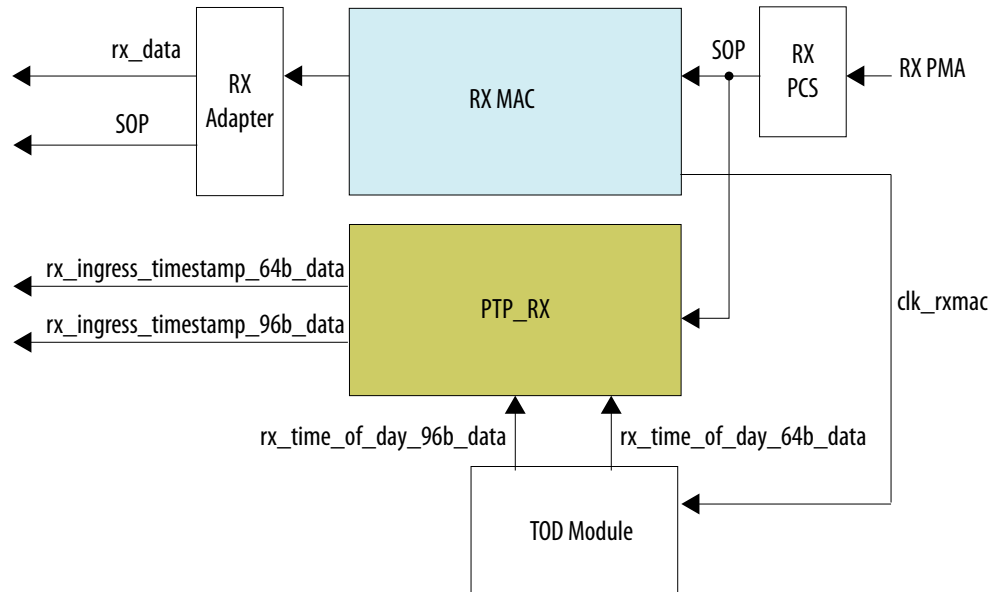 rx_data
SOP
RX
Adapter
RX MAC
SOP
RX
PCS
RX PMA
rx_ingress_timestamp_64b_data
rx_ingress_timestamp_96b_data
PTP_RX
clk_rxmac
rx_time_of_day_96b_data
rx_time_of_day_64b_data
TOD Module